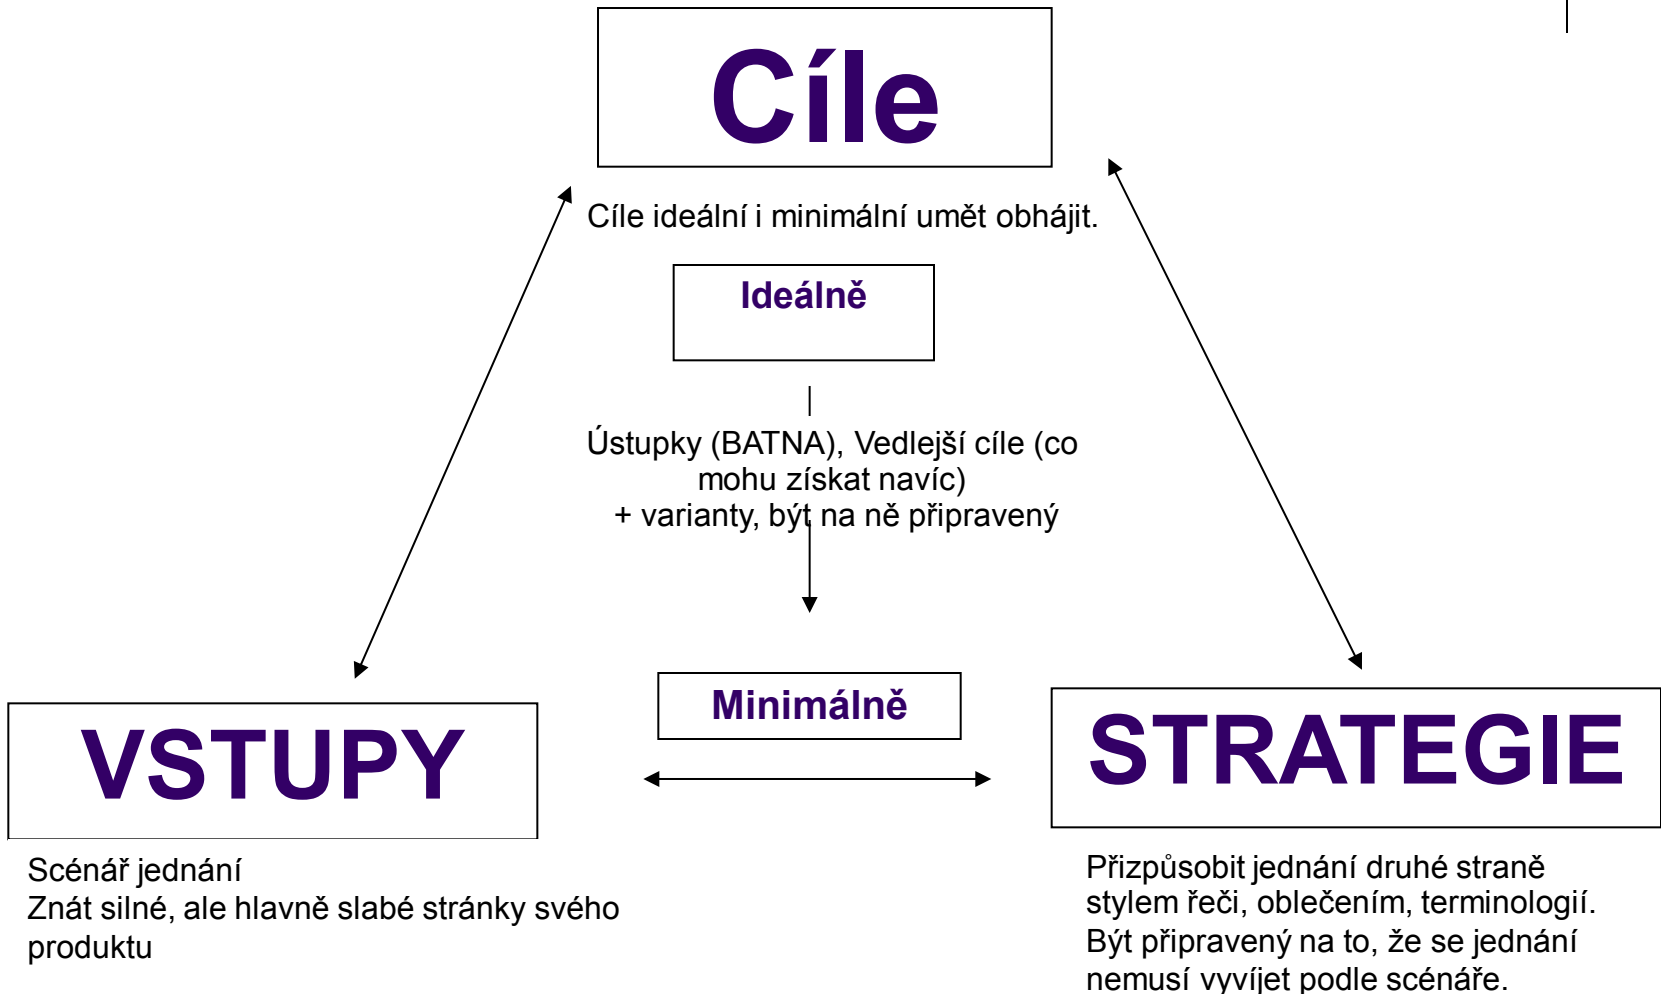 Cíle
Cíle ideální i minimální umět obhájit.
Ideálně
Ústupky (BATNA), Vedlejší cíle (co
mohu získat navíc)
+ varianty, být na ně připravený
Minimálně
VSTUPY
STRATEGIE
Scénář jednání
Znát silné, ale hlavně slabé stránky svého
produktu
Přizpůsobit jednání druhé straně
stylem řeči, oblečením, terminologií.
Být připravený na to, že se jednání
nemusí vyvíjet podle scénáře.